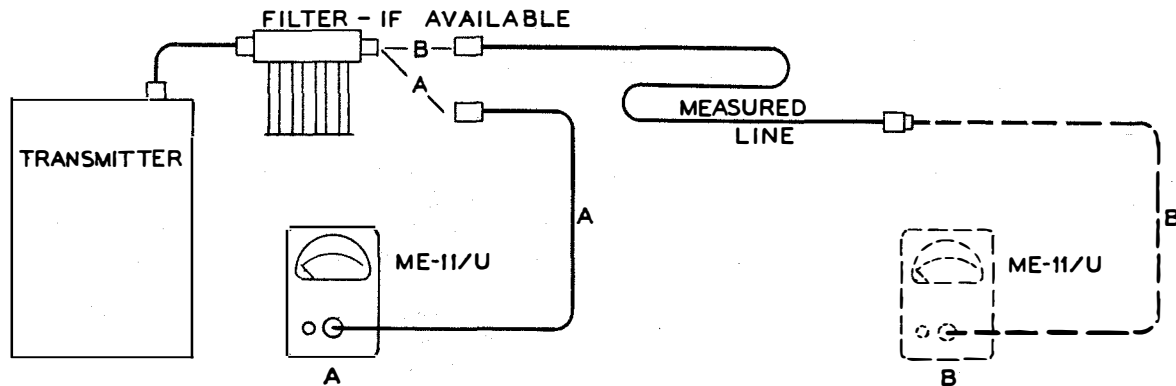 FILTER - IF AVAILABLE
B
A
MEASURED
LINE
TRANSMITTER
A
B
ME-11/U
ME-11/U
A
B